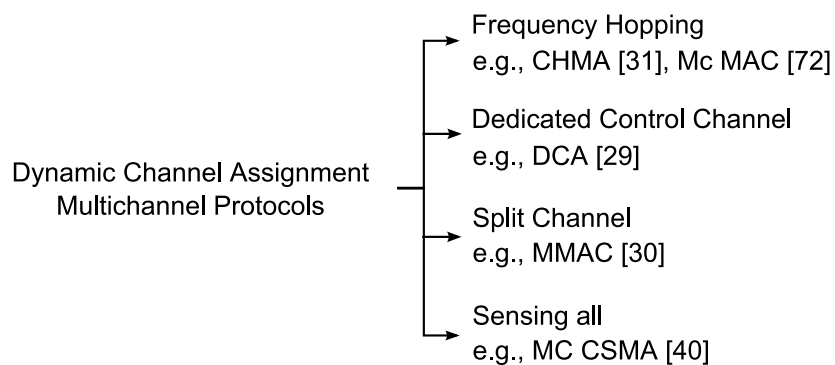 Dynamic Channel Assignment
Multichannel Protocols
Frequency Hopping
e.g., CHMA [31], Mc MAC [72]
Dedicated Control Channel
e.g., DCA [29]
Split Channel
e.g., MMAC [30]
Sensing all
e.g., MC CSMA [40]